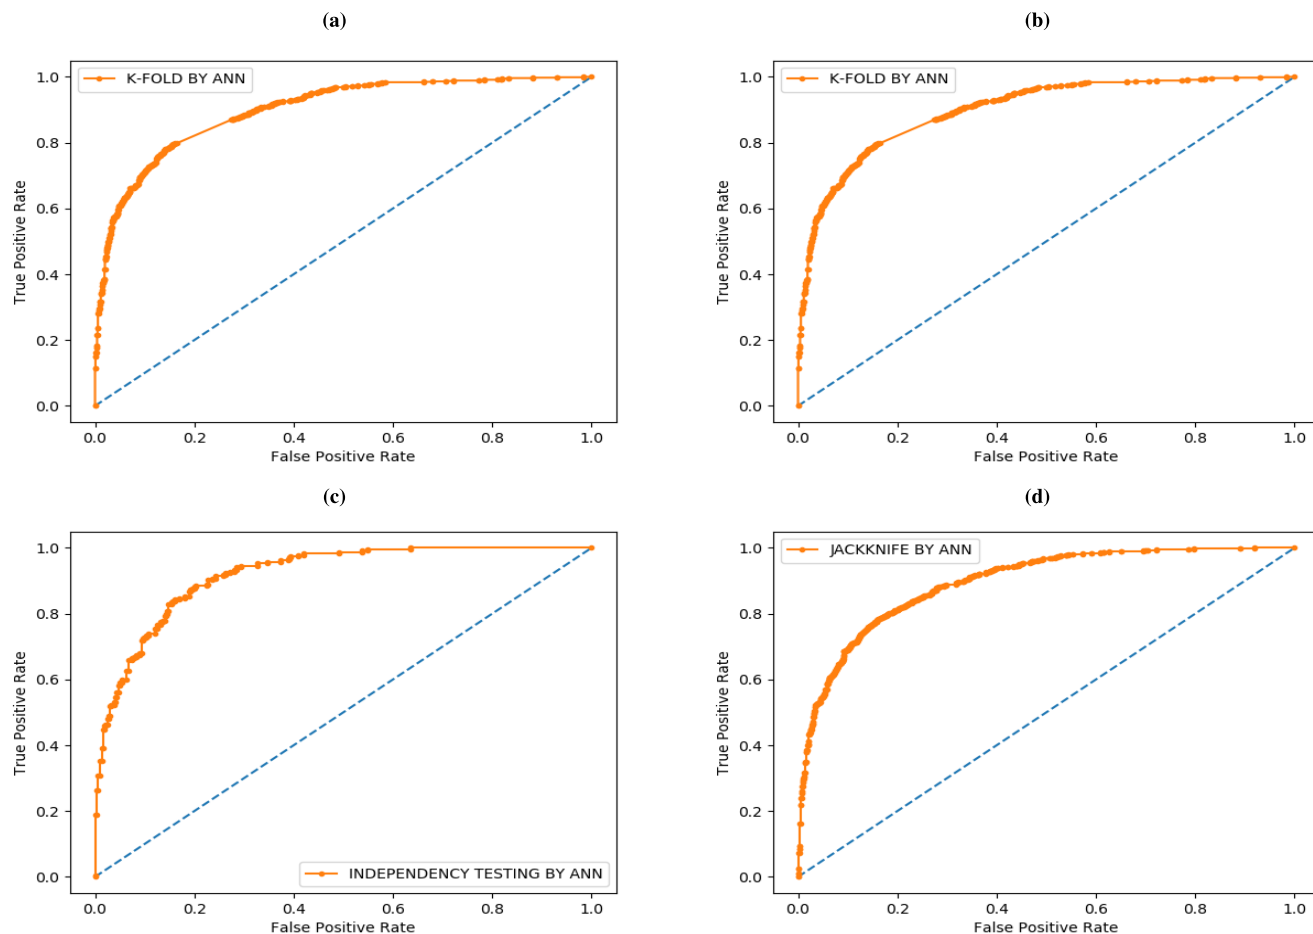 (a)
K-FOLD BY ANN
True Positive Rate
1.0
0.8
0.6
0.4
0.2
0.0
0.0 0.2 0.4 0.6 0.8 1.0
False Positive Rate
(b)
K-FOLD BY ANN
True Positive Rate
1.0
0.8
0.6
0.4
0.2
0.0
0.0 0.2 0.4 0.6 0.8 1.0
False Positive Rate
(c)
INDEPENDENCY TESTING BY ANN
True Positive Rate
1.0
0.8
0.6
0.4
0.2
0.0
0.0 0.2 0.4 0.6 0.8 1.0
False Positive Rate
(d)
JACKKNIFE BY ANN
True Positive Rate
1.0
0.8
0.6
0.4
0.2
0.0
0.0 0.2 0.4 0.6 0.8 1.0
False Positive Rate